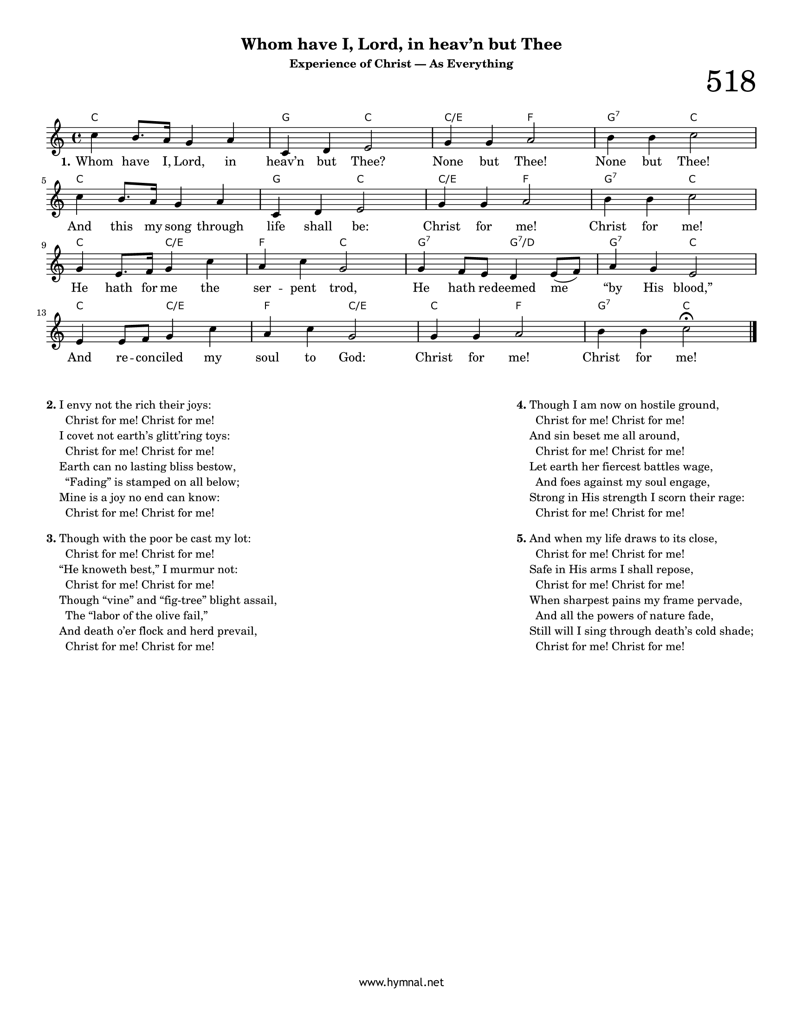 Whom have I, Lord, in heav’n but Thee
Experience of Christ — As Everything
518
C G C C/E F G7 C
1. Whom have I, Lord, in heav’n but Thee? None but Thee! None but Thee!
5 C G C C/E F G7 C
And this my song through life shall be: Christ for me! Christ for me!
9 C C/E F C G7 G7/D G7 C
He hath for me the ser - pent trod, He hath redeemed me “by His blood,”
13 C C/E F C/E C F G7 C
And re - conciled my soul to God: Christ for me! Christ for me!
2. I envy not the rich their joys:
Christ for me! Christ for me!
I covet not earth’s glitt’ring toys:
Christ for me! Christ for me!
Earth can no lasting bliss bestow,
“Fading” is stamped on all below;
Mine is a joy no end can know:
Christ for me! Christ for me!
3. Though with the poor be cast my lot:
Christ for me! Christ for me!
“He knoweth best,” I murmur not:
Christ for me! Christ for me!
Though “vine” and “fig-tree” blight assail,
The “labor of the olive fail,”
And death o’er flock and herd prevail,
Christ for me! Christ for me!
4. Though I am now on hostile ground,
Christ for me! Christ for me!
And sin beset me all around,
Christ for me! Christ for me!
Let earth her fiercest battles wage,
And foes against my soul engage,
Strong in His strength I scorn their rage:
Christ for me! Christ for me!
5. And when my life draws to its close,
Christ for me! Christ for me!
Safe in His arms I shall repose,
Christ for me! Christ for me!
When sharpest pains my frame pervade,
And all the powers of nature fade,
Still will I sing through death’s cold shade;
Christ for me! Christ for me!
www.hymnal.net